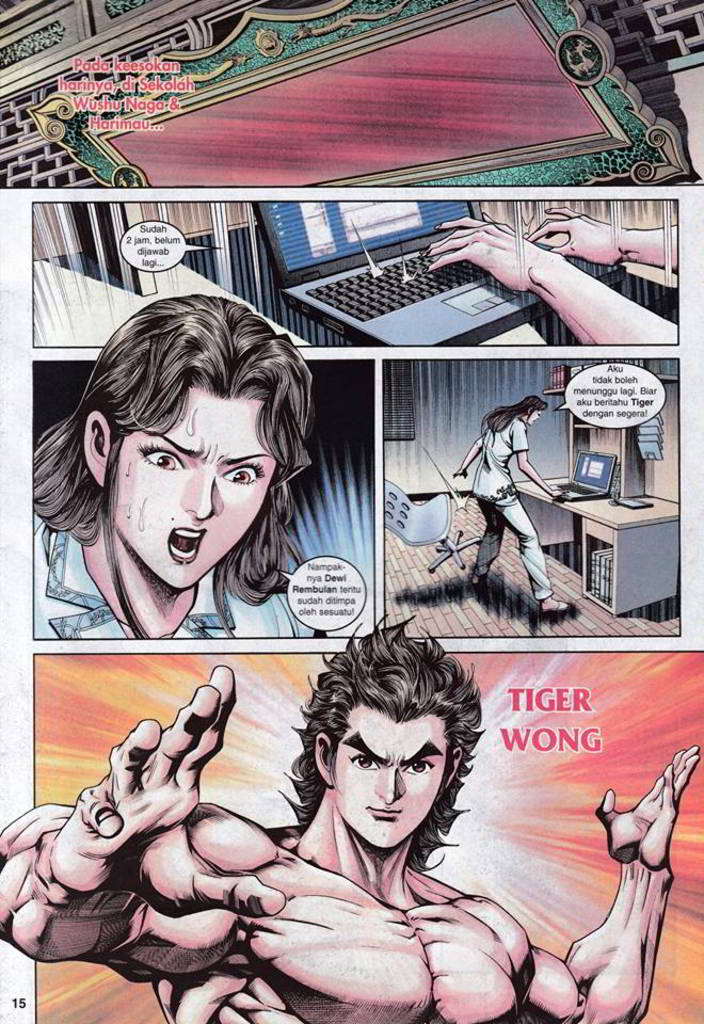 Pada keesokan
harinya, di Sekolah
Wushu Naga &
Harimau...
Sudah
2 jam, belum
dijawab
lagi...
Nampak-
nya Dewi
Rembulan tentu
sudah ditimpa
oleh sesuatu!
Aku
tidak boleh
menunggu lagi. Biar
aku beritahu Tiger
dengan segera!
TIGER
WONG
15